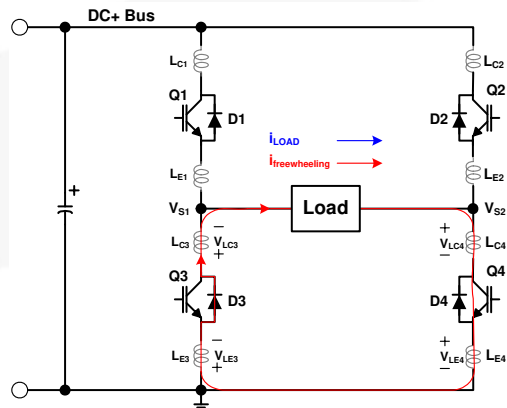 DC+ Bus
LC1
LC2
Q1
Q2
D1
D2
iLOAD
ifreewheeling
LE1
LE2
VS1
Load
VS2
−
+
LC3
VLC3
+
VLC4
LC4
−
Q3
Q4
D3
D4
+
−
−
+
LE3
VLE3
+
VLE4
LE4
−